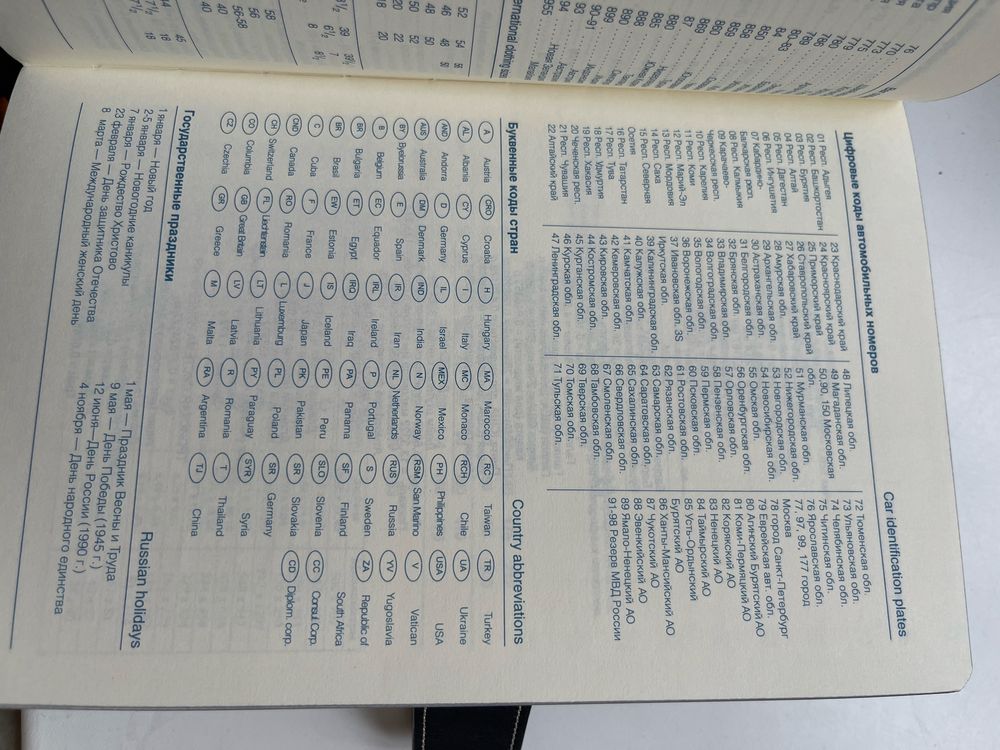 Цифровые коды автомобильных номеров
Car identification plates
01 Респ. Адыгея
02 Респ. Башкортостан
03 Респ. Бурятия
04 Респ. Алтай
05 Респ. Дагестан
06 Респ. Ингушетия
07 Кабардино-
Балкарская респ.
08 Респ. Калмыкия
09 Карачаево-
Черкесская респ.
10 Респ. Карелия
11 Респ. Коми
12 Респ. Марий-Эл
13 Респ. Мордовия
14 Респ. Саха
15 Респ. Северная
Осетия
16 Респ. Татарстан
17 Респ. Тува
18 Респ. Удмуртия
19 Респ. Хакасия
20 Чеченская респ.
21 Респ. Чувашия
22 Алтайский край
23 Краснодарский край
24 Красноярский край
25 Приморский край
26 Ставропольский край
27 Хабаровский край
28 Амурская обл.
29 Архангельская обл.
30 Астраханская обл.
31 Белгородская обл.
32 Брянская обл.
33 Владимирская обл.
34 Волгоградская обл.
35 Вологодская обл.
36 Воронежская обл.
37 Ивановская обл. 3S
Иркутская обл.
39 Калининградская обл.
40 Калужская обл.
41 Камчатская обл.
42 Кемеровская обл.
43 Кировская обл.
44 Костромская обл.
45 Курганская обл.
46 Курская обл.
47 Ленинградская обл.
48 Липецкая обл.
49 Магаданская обл.
50,90, 150 Московская
обл.
51 Мурманская обл.
52 Нижегородская обл.
53 Новгородская обл.
54 Новосибирская обл.
55 Омская обл.
56 Оренбургская обл.
57 Орловская обл.
58 Пензенская обл.
59 Пермская обл.
60 Псковская обл.
61 Ростовская обл.
62 Рязанская обл.
63 Самарская обл.
64 Саратовская обл.
65 Сахалинская обл.
66 Свердловская обл.
67 Смоленская обл.
68 Тамбовская обл.
69 Тверская обл.
70 Томская обл.
71 Тульская обл.
72 Тюменская обл.
73 Ульяновская обл.
74 Челябинская обл.
75 Читинская обл.
76 Ярославская обл.
77, 97, 99, 177 город
Москва
78 город Санкт-Петербург
79 Еврейская авт. обл.
80 Агинский Бурятский АО
81 Коми-Пермяцкий АО
82 Корякский АО
83 Ненецкий АО
84 Таймырский АО
85 Усть-Ордынский
Бурятский АО
86 Ханты-Мансийский АО
87 Чукотский АО
88 Эвенкийский АО
89 Ямало-Ненецкий АО
91-98 Резерв МВД России
Буквенные коды стран
Country abbreviations
A Austria CRO Croatia H Hungary MA Marocco RC Taiwan TR Turkey
AL Albania CY Cyprus I Italy MC Monaco RCH Chile UA Ukraine
AND Andorra D Germany IL Israel MEX Mexico PH Philippines USA USA
AUS Australia DM Denmark IND India N Norway RSM San Marino V Vatican
BY Byelorussia E Spain IR Iran NL Netherlands RUS Russia YV Yugoslavia
B Belgium EC Equador IRL Ireland P Portugal S Sweden ZA Republic of
BR Bulgaria ET Egypt IRQ Iraq PA Panama SF Finland South Africa
BR Basil EW Estonia IS Iceland PE Peru SLO Slovenia CC Consul. Corp.
C Cuba F France J Japan PK Pakistan SR Slovakia CD Diplom. corp.
CND Canada RO Romania L Luxemburg PL Poland SR Germany
CH Switzerland FL Liechtenstein LT Lithuania PY Paraguay SYR Syria
CO Columbia GB Great Britain LV Latvia R Romania T Thailand
CZ Czechia GR Greece M Malta RA Argentina TJ China
Государственные праздники
Russian holidays
1 января — Новый год
2-5 января — Новогодние каникулы
7 января — Рождество Христово
23 февраля — День защитника Отечества
8 марта — Международный женский день
1 мая — Праздник Весны и Труда
9 мая — День Победы (1945 г.)
12 июня— День России (1990 г.)
4 ноября — День народного единства